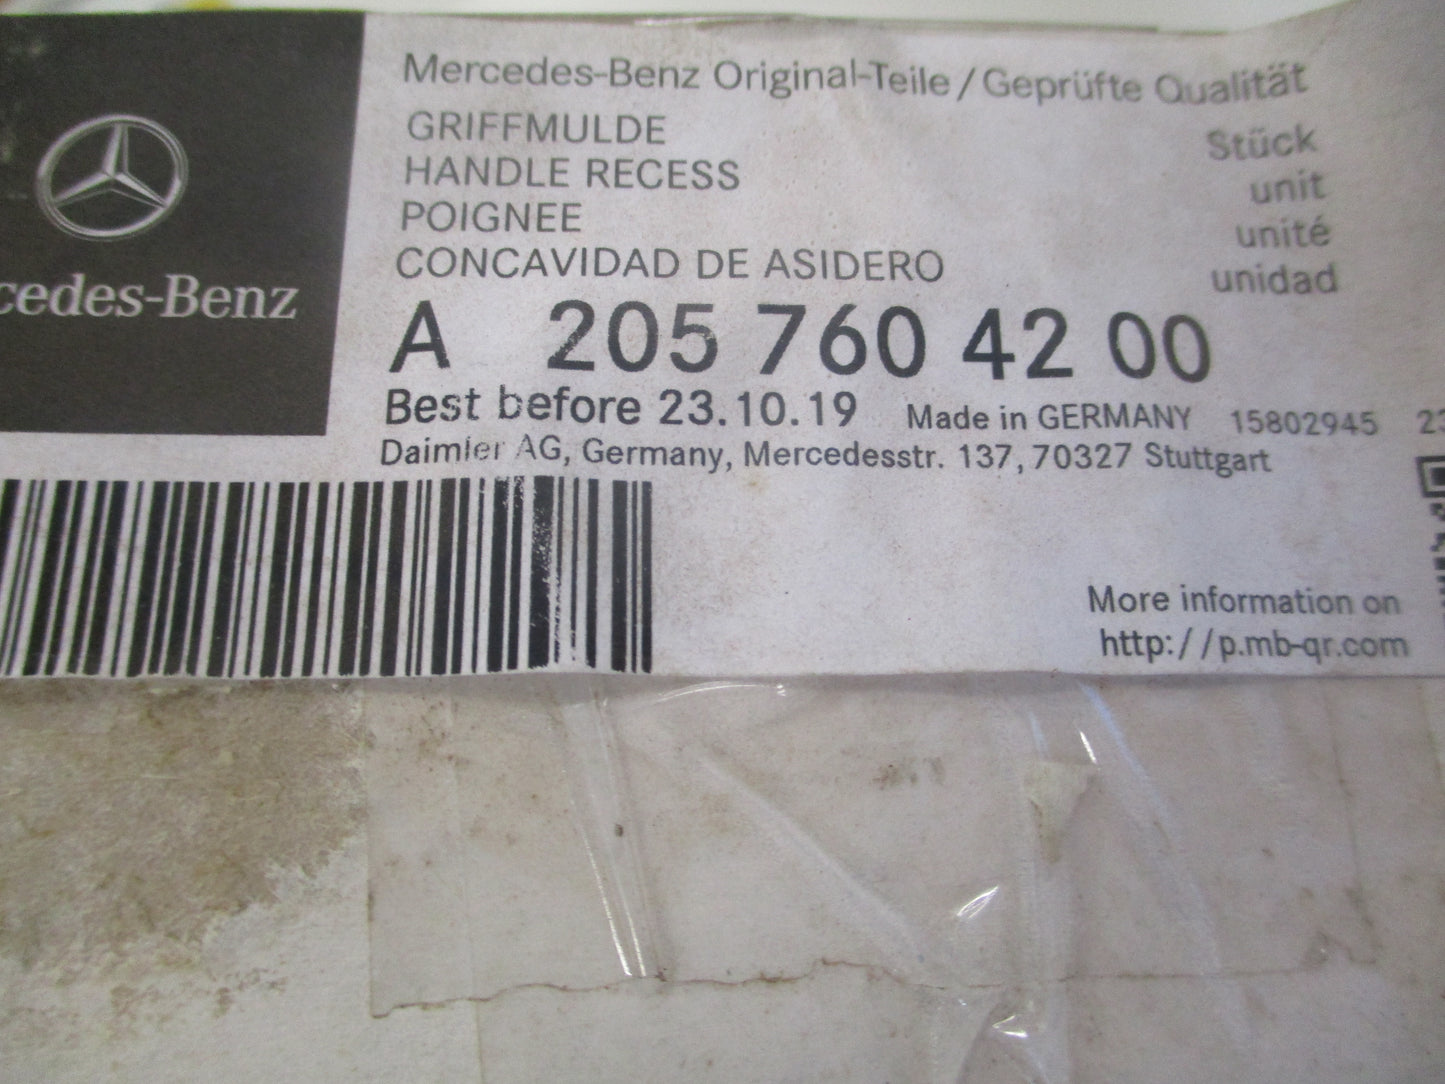 Mercedes-Benz Original-Teile / Geprüfte Qualität
GRIFFMULDE Stück
HANDLE RECESS unit
POIGNEE unité
CONCAVIDAD DE ASIDERO unidad
cedes-Benz
A 205 760 42 00
Best before 23.10.19 Made in GERMANY 15802945 23
Daimler AG, Germany, Mercedesstr. 137, 70327 Stuttgart
More information on
http://p.mb-qr.com